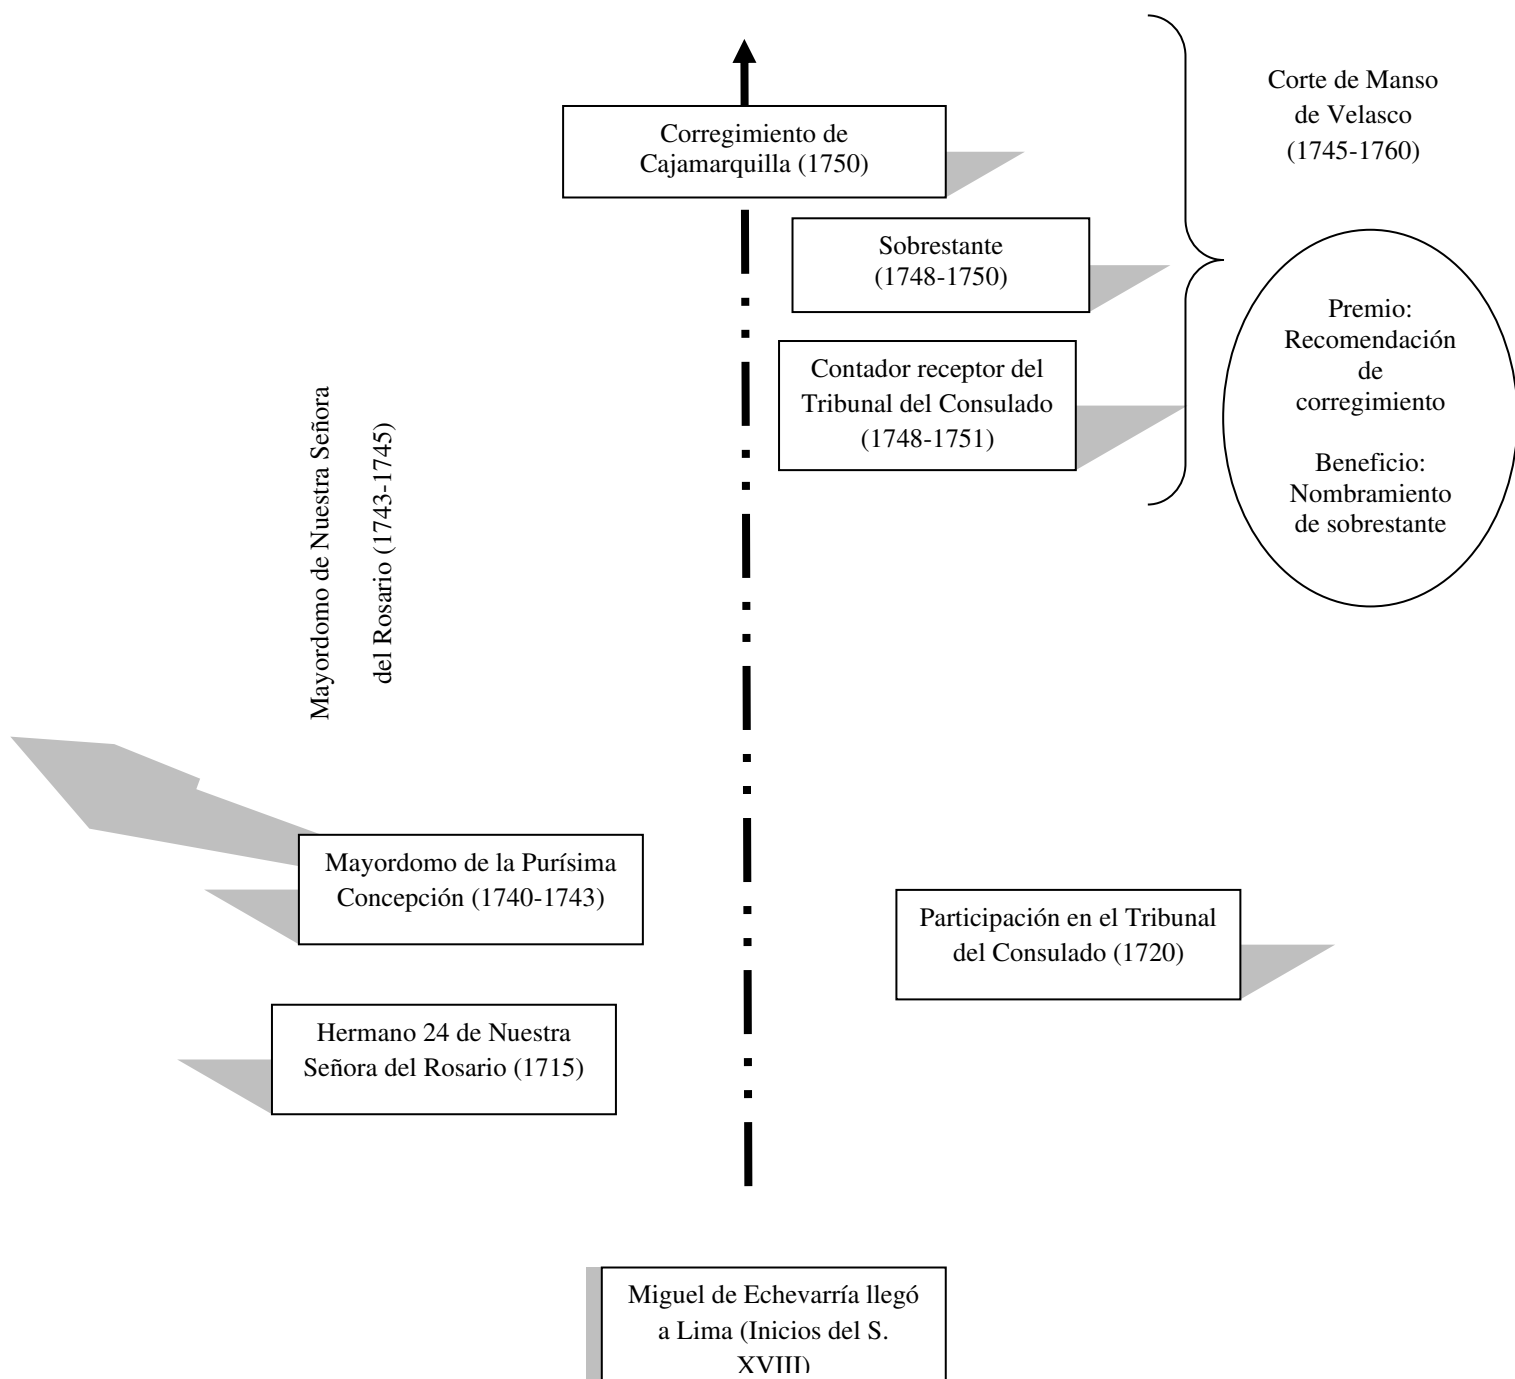 Corte de Manso
de Velasco
(1745-1760)
Corregimiento de
Cajamarquilla (1750)
Sobrestante
(1748-1750)
Premio:
Recomendación
de
corregimiento
Beneficio:
Nombramiento
de sobrestante
Contador receptor del
Tribunal del Consulado
(1748-1751)
Mayordomo de Nuestra Señora
del Rosario (1743-1745)
Mayordomo de la Purísima
Concepción (1740-1743)
Participación en el Tribunal
del Consulado (1720)
Hermano 24 de Nuestra
Señora del Rosario (1715)
Miguel de Echevarría llegó
a Lima (Inicios del S.
XVIII)